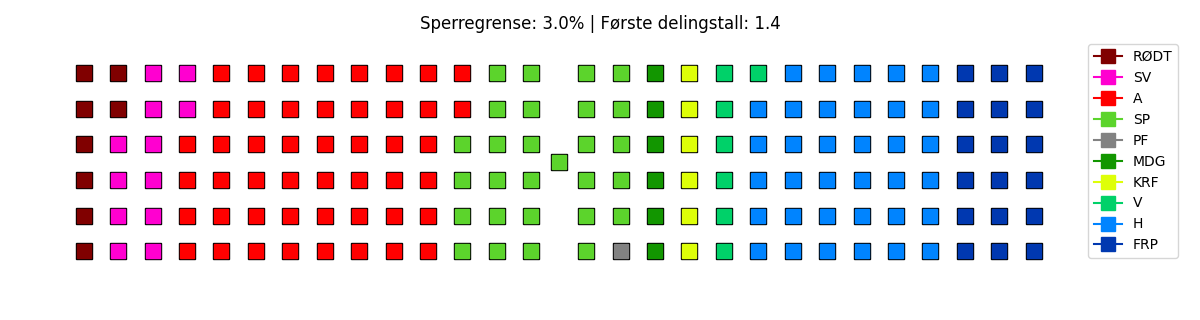 Sperregrense: 3.0% | Første delingstall: 1.4
RØDT
SV
A
SP
PF
MDG
KRF
V
H
FRP